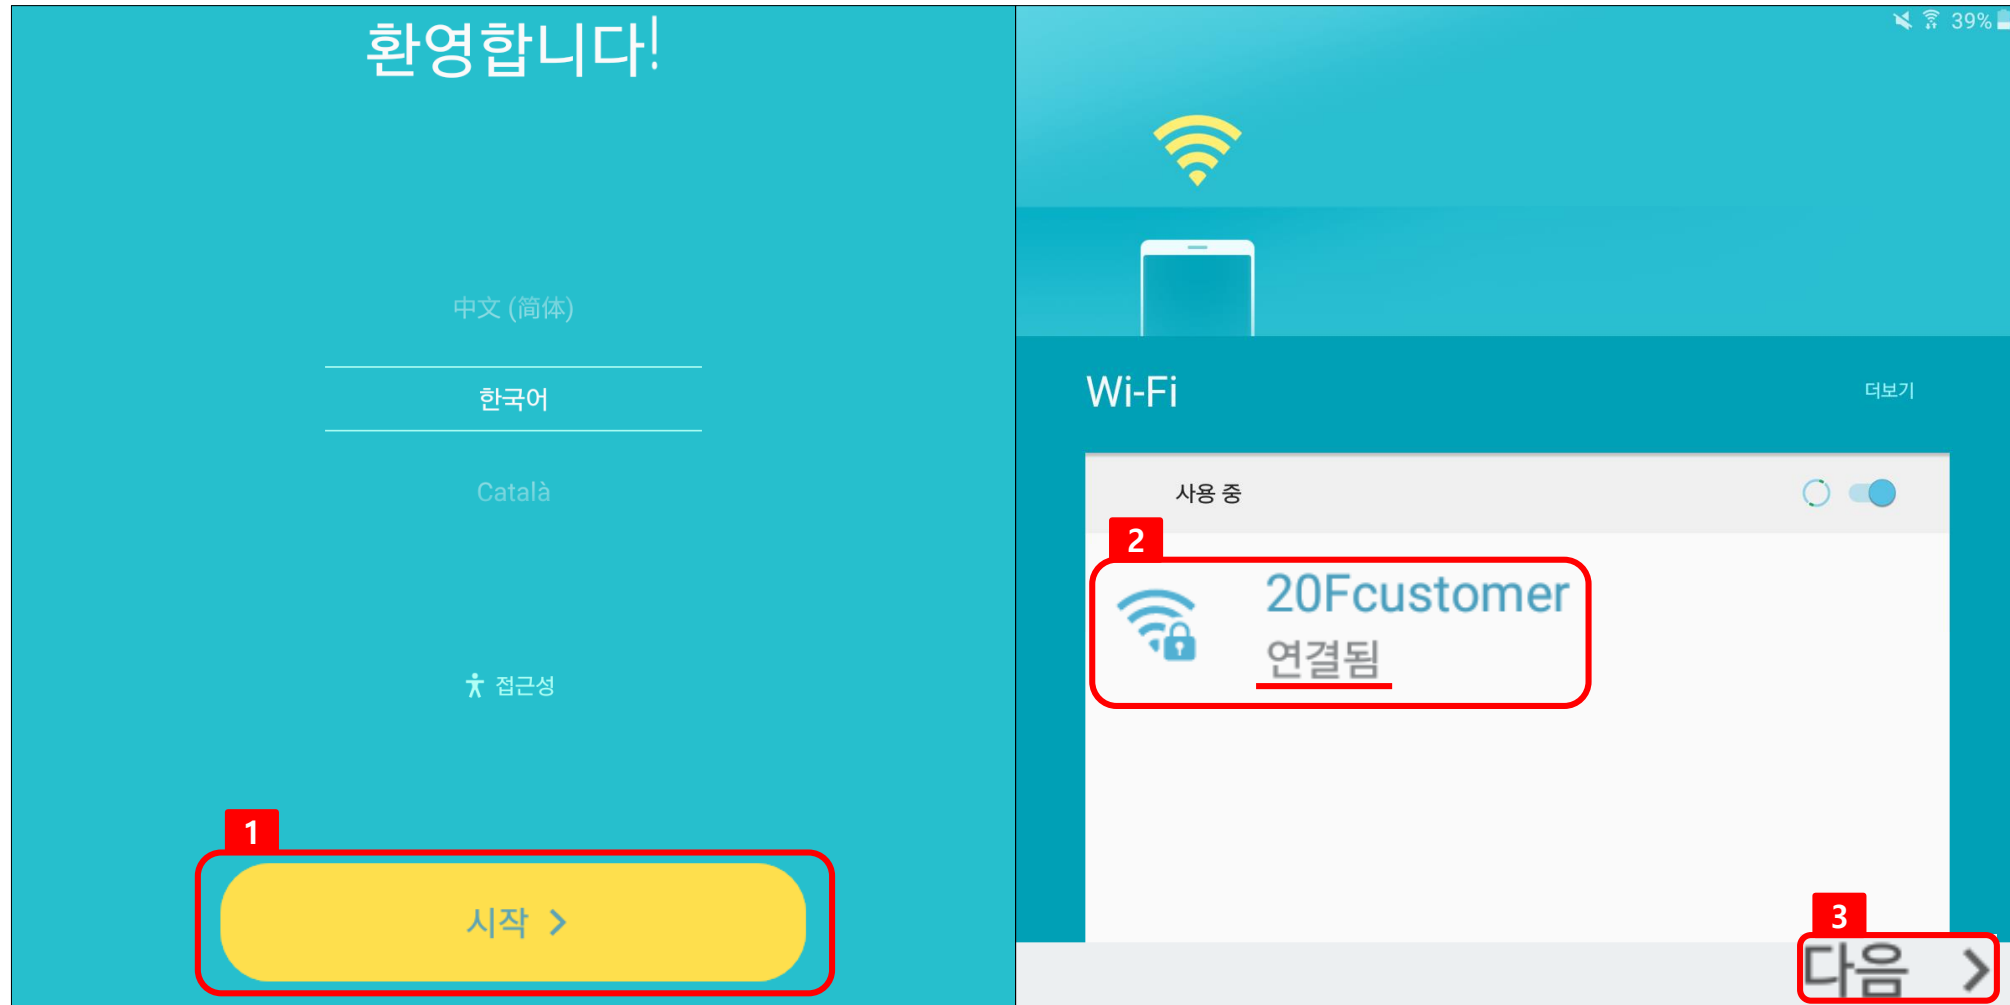 환영합니다!
中文 (简体)
한국어
Català
접근성
1
시작
39%
Wi-Fi
더보기
사용 중
2
20Fcustomer
연결됨
3
다음